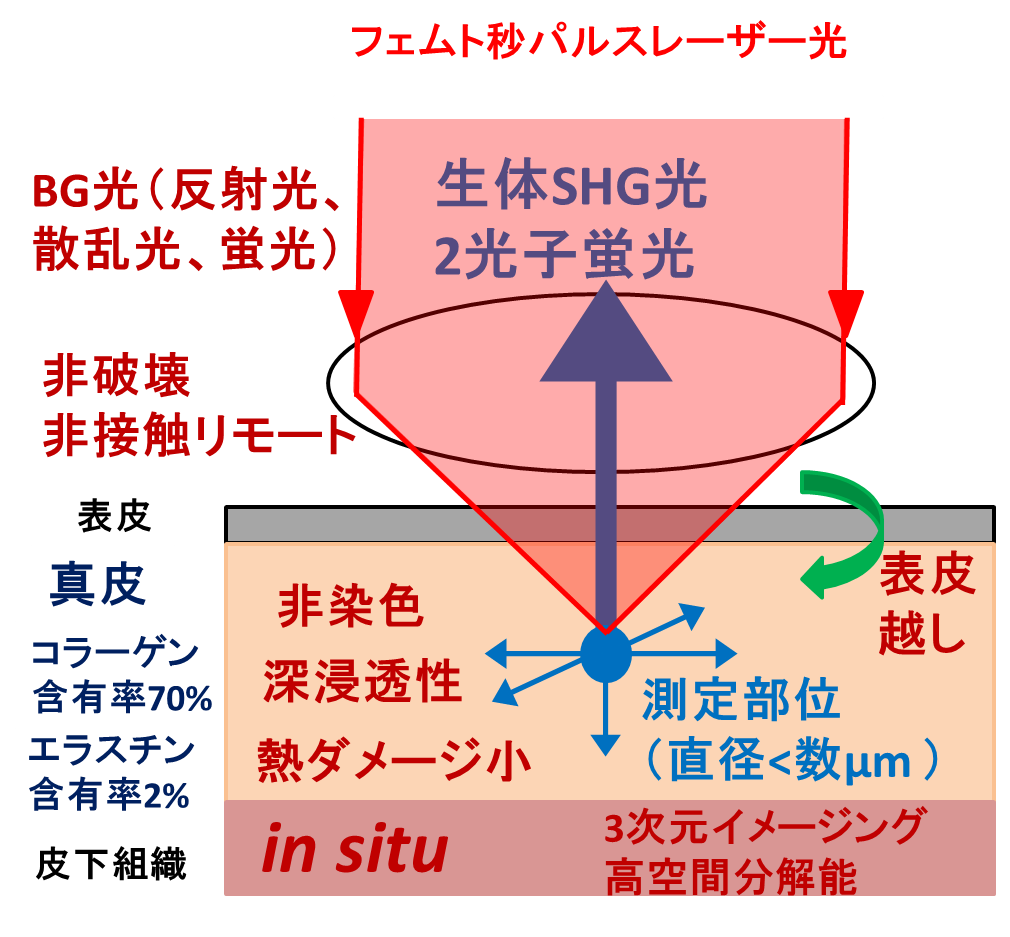 フェムト秒パルスレーザー光
BG光（反射光、
散乱光、蛍光）
生体SHG光
2光子蛍光
非破壊
非接触リモート
表皮
真皮
コラーゲン
含有率70%
エラスチン
含有率2%
皮下組織
非染色
深浸透性
熱ダメージ小
表皮
越し
測定部位
（直径<数μm ）
in situ
3次元イメージング
高空間分解能